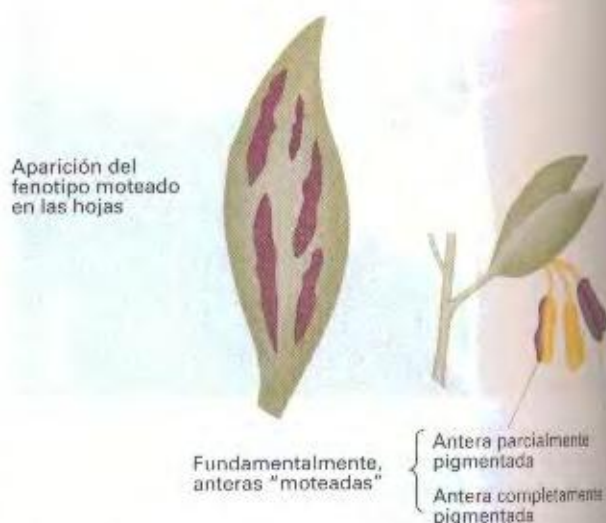 Aparición del
fenotipo moteado
en las hojas
Fundamentalmente,
anteras "moteadas"
Antera parcialmente
pigmentada
Antera completamente
pigmentada